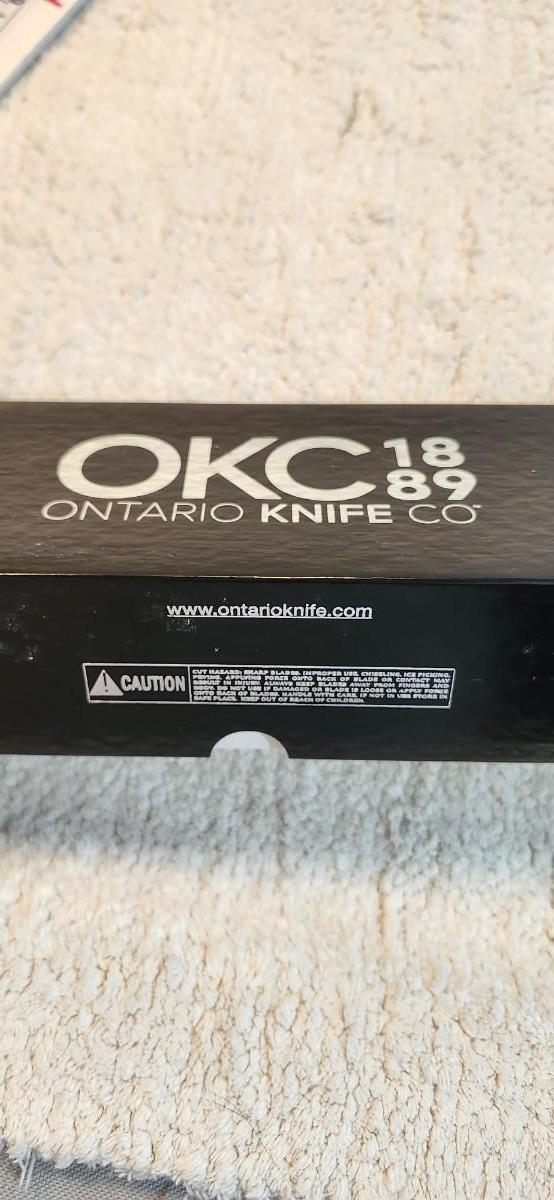 OKC 18
89
ONTARIO KNIFE CO
www.ontarioknife.com
CAUTION
CUT HAZARD: SHARP BLADES. IMPROPER USE, CHISELING, ICE PICKING,
PRYING, APPLYING FORCE ONTO BACK OF BLADE OR CONTACT MAY
RESULT IN INJURY. ALWAYS KEEP BLADES AWAY FROM FINGERS AND
BODY. DO NOT USE IF DAMAGED OR BLADE IS LOOSE OR APPLY FORCE
ONTO BACK OF BLADES. HANDLE WITH CARE. IF NOT IN USE STORE IN
SAFE PLACE. KEEP OUT OF REACH OF CHILDREN.